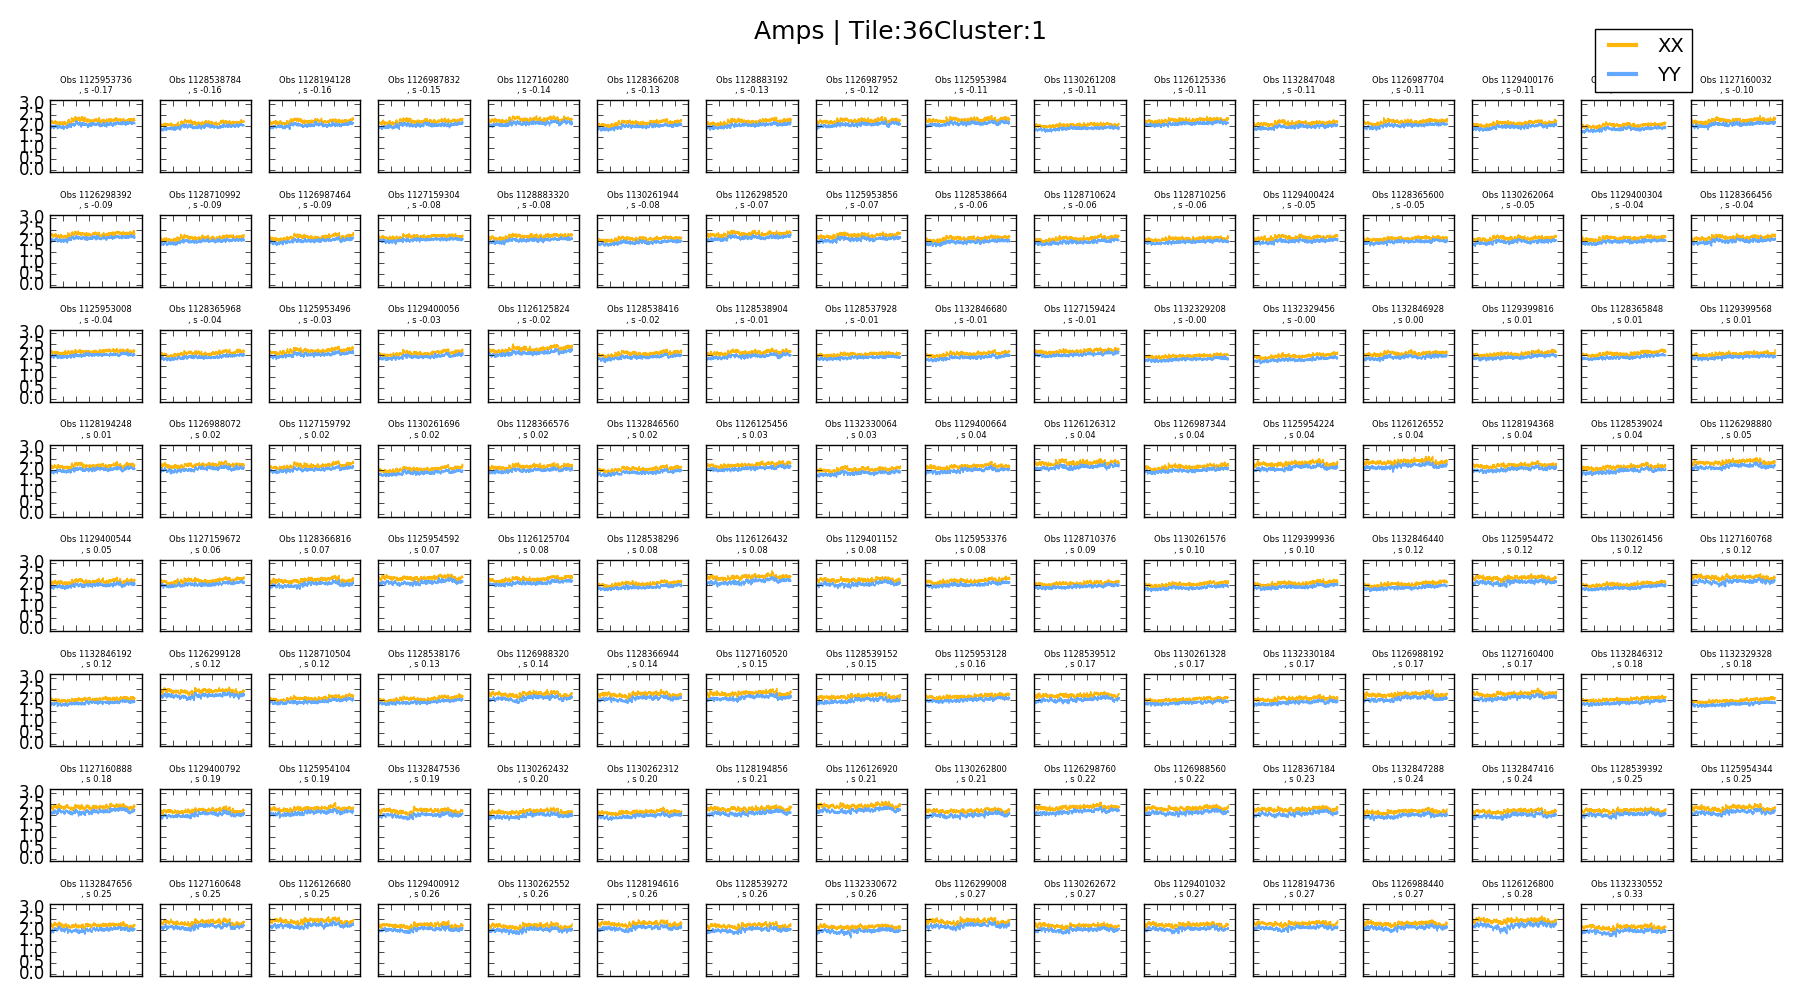 Amps | Tile:36Cluster:1
XX
YY
Obs 1125953736 Obs 1128538784 Obs 1128194128 Obs 1126987832 Obs 1127160280 Obs 1128366208 Obs 1128883192 Obs 1126987952 Obs 1125953984 Obs 1130261208 Obs 1126125336 Obs 1132847048 Obs 1126987704 Obs 1129400176 Obs 1127160032
, s -0.17 , s -0.16 , s -0.16 , s -0.15 , s -0.14 , s -0.13 , s -0.13 , s -0.12 , s -0.11 , s -0.11 , s -0.11 , s -0.11 , s -0.11 , s -0.11 , s -0.10
3.0
2.5
2.0
1.5
1.0
0.5
0.0
Obs 1126298392 Obs 1128710992 Obs 1126987464 Obs 1127159304 Obs 1128883320 Obs 1130261944 Obs 1126298520 Obs 1125953856 Obs 1128538664 Obs 1128710624 Obs 1128710256 Obs 1129400424 Obs 1128365600 Obs 1130262064 Obs 1129400304 Obs 1128366456
, s -0.09 , s -0.09 , s -0.09 , s -0.08 , s -0.08 , s -0.08 , s -0.07 , s -0.07 , s -0.06 , s -0.06 , s -0.06 , s -0.05 , s -0.05 , s -0.05 , s -0.04 , s -0.04
3.0
2.5
2.0
1.5
1.0
0.5
0.0
Obs 1125953008 Obs 1128365968 Obs 1125953496 Obs 1129400056 Obs 1126125824 Obs 1128538416 Obs 1128538904 Obs 1128537928 Obs 1132846680 Obs 1127159424 Obs 1132329208 Obs 1132329456 Obs 1132846928 Obs 1129399816 Obs 1128365848 Obs 1129399568
, s -0.04 , s -0.04 , s -0.03 , s -0.03 , s -0.02 , s -0.02 , s -0.01 , s -0.01 , s -0.01 , s -0.01 , s -0.00 , s -0.00 , s 0.00 , s 0.01 , s 0.01 , s 0.01
3.0
2.5
2.0
1.5
1.0
0.5
0.0
Obs 1128194248 Obs 1126988072 Obs 1127159792 Obs 1130261696 Obs 1128366576 Obs 1132846560 Obs 1126125456 Obs 1132330064 Obs 1129400664 Obs 1126126312 Obs 1126987344 Obs 1125954224 Obs 1126126552 Obs 1128194368 Obs 1128539024 Obs 1126298880
, s 0.01 , s 0.02 , s 0.02 , s 0.02 , s 0.02 , s 0.02 , s 0.03 , s 0.03 , s 0.04 , s 0.04 , s 0.04 , s 0.04 , s 0.04 , s 0.04 , s 0.04 , s 0.05
3.0
2.5
2.0
1.5
1.0
0.5
0.0
Obs 1129400544 Obs 1127159672 Obs 1128366816 Obs 1125954592 Obs 1126125704 Obs 1128538296 Obs 1126126432 Obs 1129401152 Obs 1125953376 Obs 1128710376 Obs 1130261576 Obs 1129399936 Obs 1132846440 Obs 1125954472 Obs 1130261456 Obs 1127160768
, s 0.05 , s 0.06 , s 0.07 , s 0.07 , s 0.08 , s 0.08 , s 0.08 , s 0.08 , s 0.08 , s 0.09 , s 0.10 , s 0.10 , s 0.12 , s 0.12 , s 0.12 , s 0.12
3.0
2.5
2.0
1.5
1.0
0.5
0.0
Obs 1132846192 Obs 1126299128 Obs 1128710504 Obs 1128538176 Obs 1126988320 Obs 1128366944 Obs 1127160520 Obs 1128539152 Obs 1125953128 Obs 1128539512 Obs 1130261328 Obs 1132330184 Obs 1126988192 Obs 1127160400 Obs 1132846312 Obs 1132329328
, s 0.12 , s 0.12 , s 0.12 , s 0.13 , s 0.14 , s 0.14 , s 0.15 , s 0.15 , s 0.16 , s 0.17 , s 0.17 , s 0.17 , s 0.17 , s 0.17 , s 0.18 , s 0.18
3.0
2.5
2.0
1.5
1.0
0.5
0.0
Obs 1127160888 Obs 1129400792 Obs 1125954104 Obs 1132847536 Obs 1130262432 Obs 1130262312 Obs 1128194856 Obs 1126126920 Obs 1130262800 Obs 1126298760 Obs 1126988560 Obs 1128367184 Obs 1132847288 Obs 1132847416 Obs 1128539392 Obs 1125954344
, s 0.18 , s 0.19 , s 0.19 , s 0.19 , s 0.20 , s 0.20 , s 0.21 , s 0.21 , s 0.21 , s 0.22 , s 0.22 , s 0.23 , s 0.24 , s 0.24 , s 0.25 , s 0.25
3.0
2.5
2.0
1.5
1.0
0.5
0.0
Obs 1132847656 Obs 1127160648 Obs 1126126680 Obs 1129400912 Obs 1130262552 Obs 1128194616 Obs 1128539272 Obs 1132330672 Obs 1126299008 Obs 1130262672 Obs 1129401032 Obs 1128194736 Obs 1126988440 Obs 1126126800 Obs 1132330552
, s 0.25 , s 0.25 , s 0.25 , s 0.26 , s 0.26 , s 0.26 , s 0.26 , s 0.26 , s 0.27 , s 0.27 , s 0.27 , s 0.27 , s 0.27 , s 0.28 , s 0.33
3.0
2.5
2.0
1.5
1.0
0.5
0.0